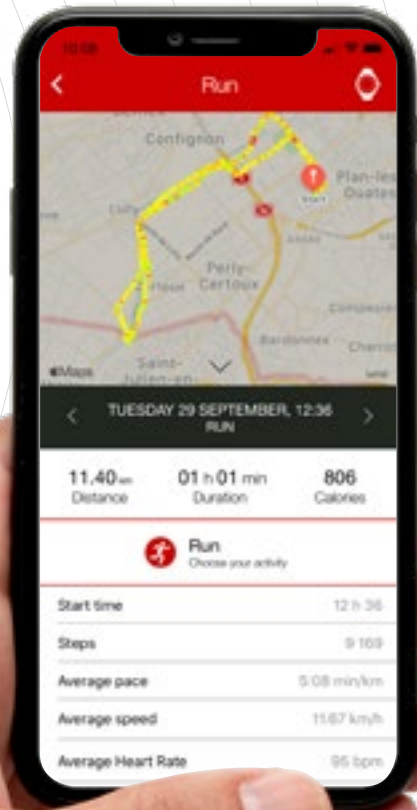 10:09
Run
Confignon
Plan-les
Ouates
START
Perly-
Certoux
Bardonnex
Saint-
Julien-en-
Maps
TUESDAY 29 SEPTEMBER, 12:36
RUN
11.40 km 01 h 01 min 806
Distance Duration Calories
Run
Choose your activity
Start time 12 h 36
Steps 9 169
Average pace 5:08 min/km
Average speed 11.67 km/h
Average Heart Rate 95 bpm